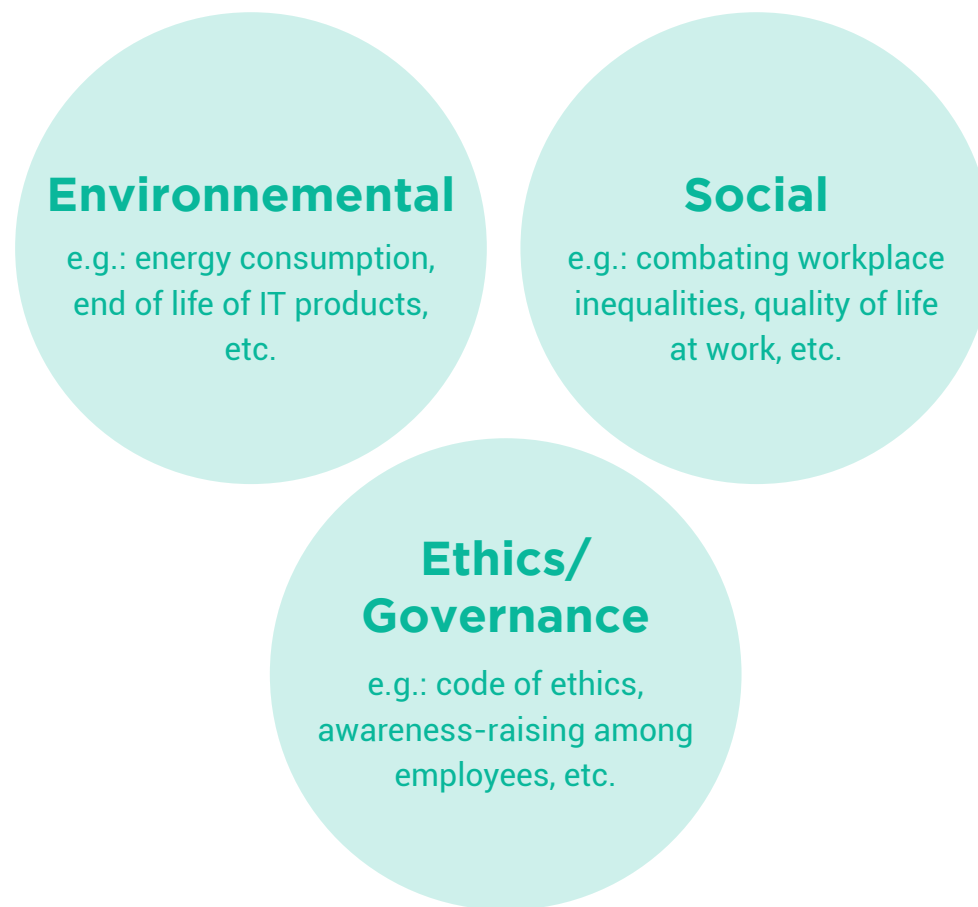 Environnemental
e.g.: energy consumption,
end of life of IT products,
etc.
Social
e.g.: combating workplace
inequalities, quality of life
at work, etc.
Ethics/
Governance
e.g.: code of ethics,
awareness-raising among
employees, etc.